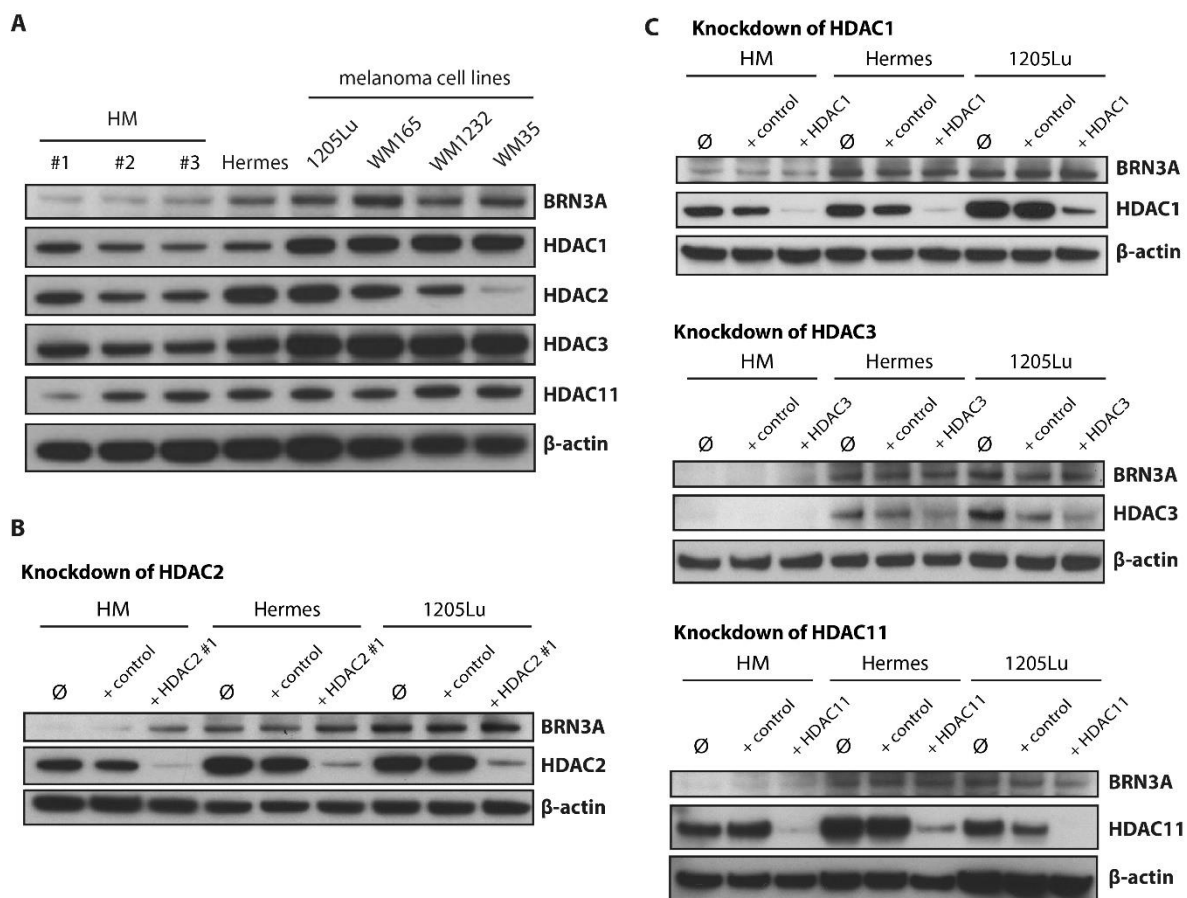 A
melanoma cell lines
HM
#1 #2 #3 Hermes 1205Lu WM165 WM1232 WM35
BRN3A
HDAC1
HDAC2
HDAC3
HDAC11
β-actin
B
Knockdown of HDAC2
HM Hermes 1205Lu
Ø + control + HDAC2 #1 Ø + control + HDAC2 #1 Ø + control + HDAC2 #1
BRN3A
HDAC2
β-actin
C Knockdown of HDAC1
HM Hermes 1205Lu
Ø + control + HDAC1 Ø + control + HDAC1 Ø + control + HDAC1
BRN3A
HDAC1
β-actin
Knockdown of HDAC3
HM Hermes 1205Lu
Ø + control + HDAC3 Ø + control + HDAC3 Ø + control + HDAC3
BRN3A
HDAC3
β-actin
Knockdown of HDAC11
HM Hermes 1205Lu
Ø + control + HDAC11 Ø + control + HDAC11 Ø + control + HDAC11
BRN3A
HDAC11
β-actin